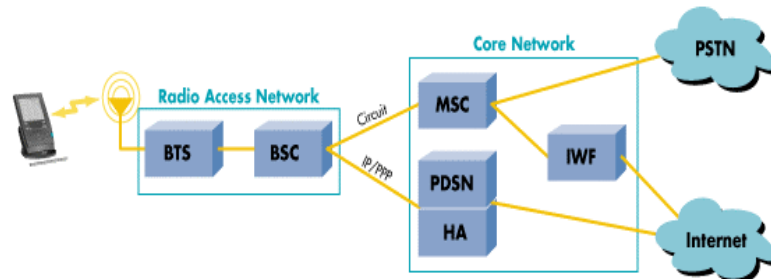 Core Network
PSTN
Radio Access Network
Circuit
MSC
BTS
BSC
IWF
IP/PPP
PDSN
HA
Internet